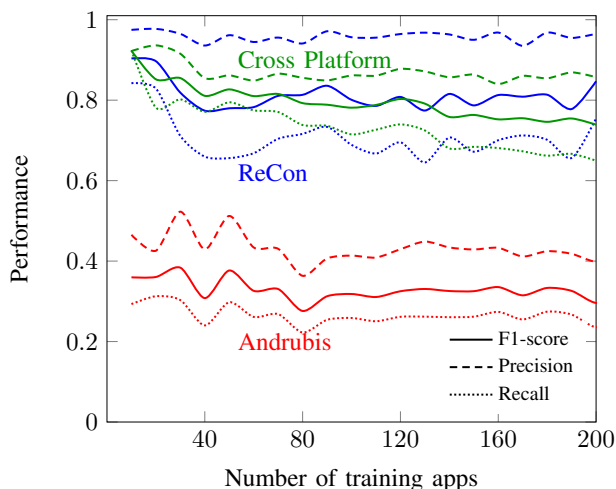 1
0.8
0.6
0.4
0.2
0
Performance
Cross Platform
ReCon
Andrubis
F1-score
Precision
Recall
40
80
120
160
200
Number of training apps